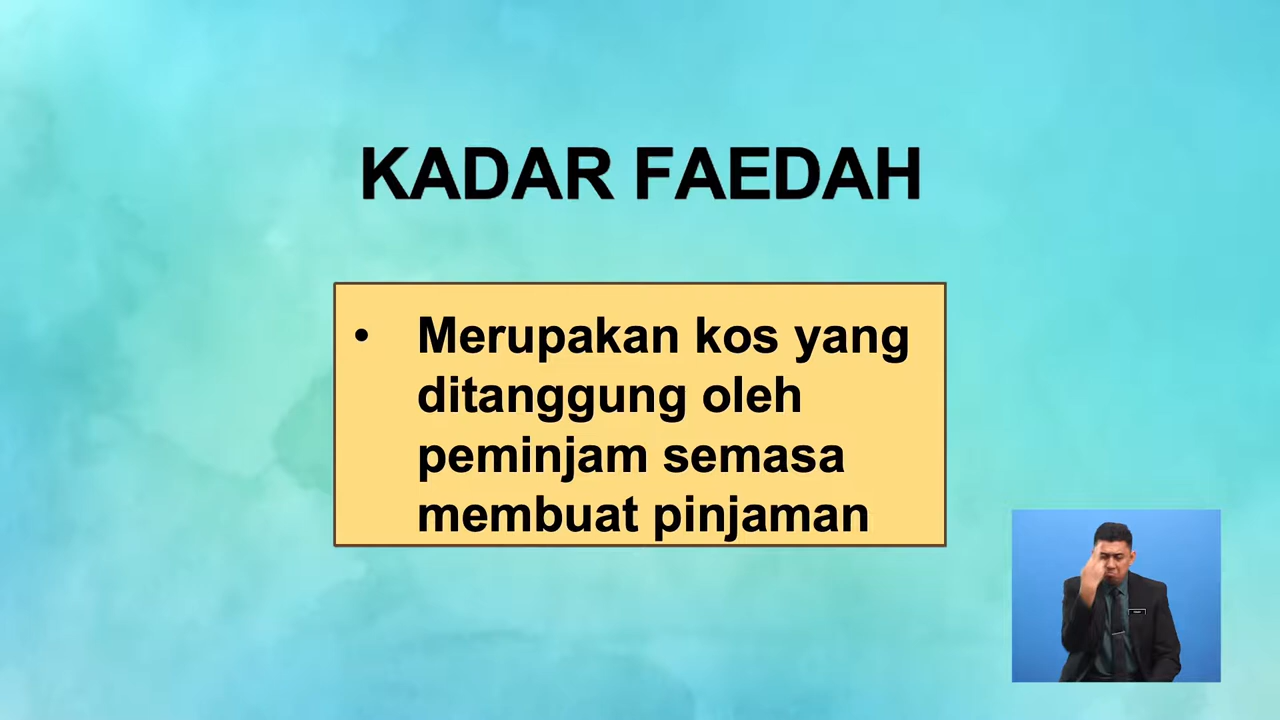 KADAR FAEDAH
• Merupakan kos yang
ditanggung oleh
peminjam semasa
membuat pinjaman